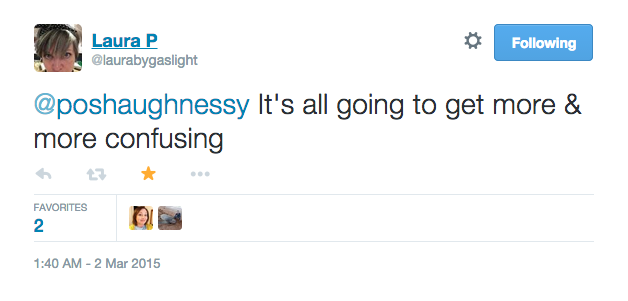 Laura P
@laurabygaslight
Following
@poshaughnessy It's all going to get more &
more confusing
FAVORITES
2
1:40 AM - 2 Mar 2015